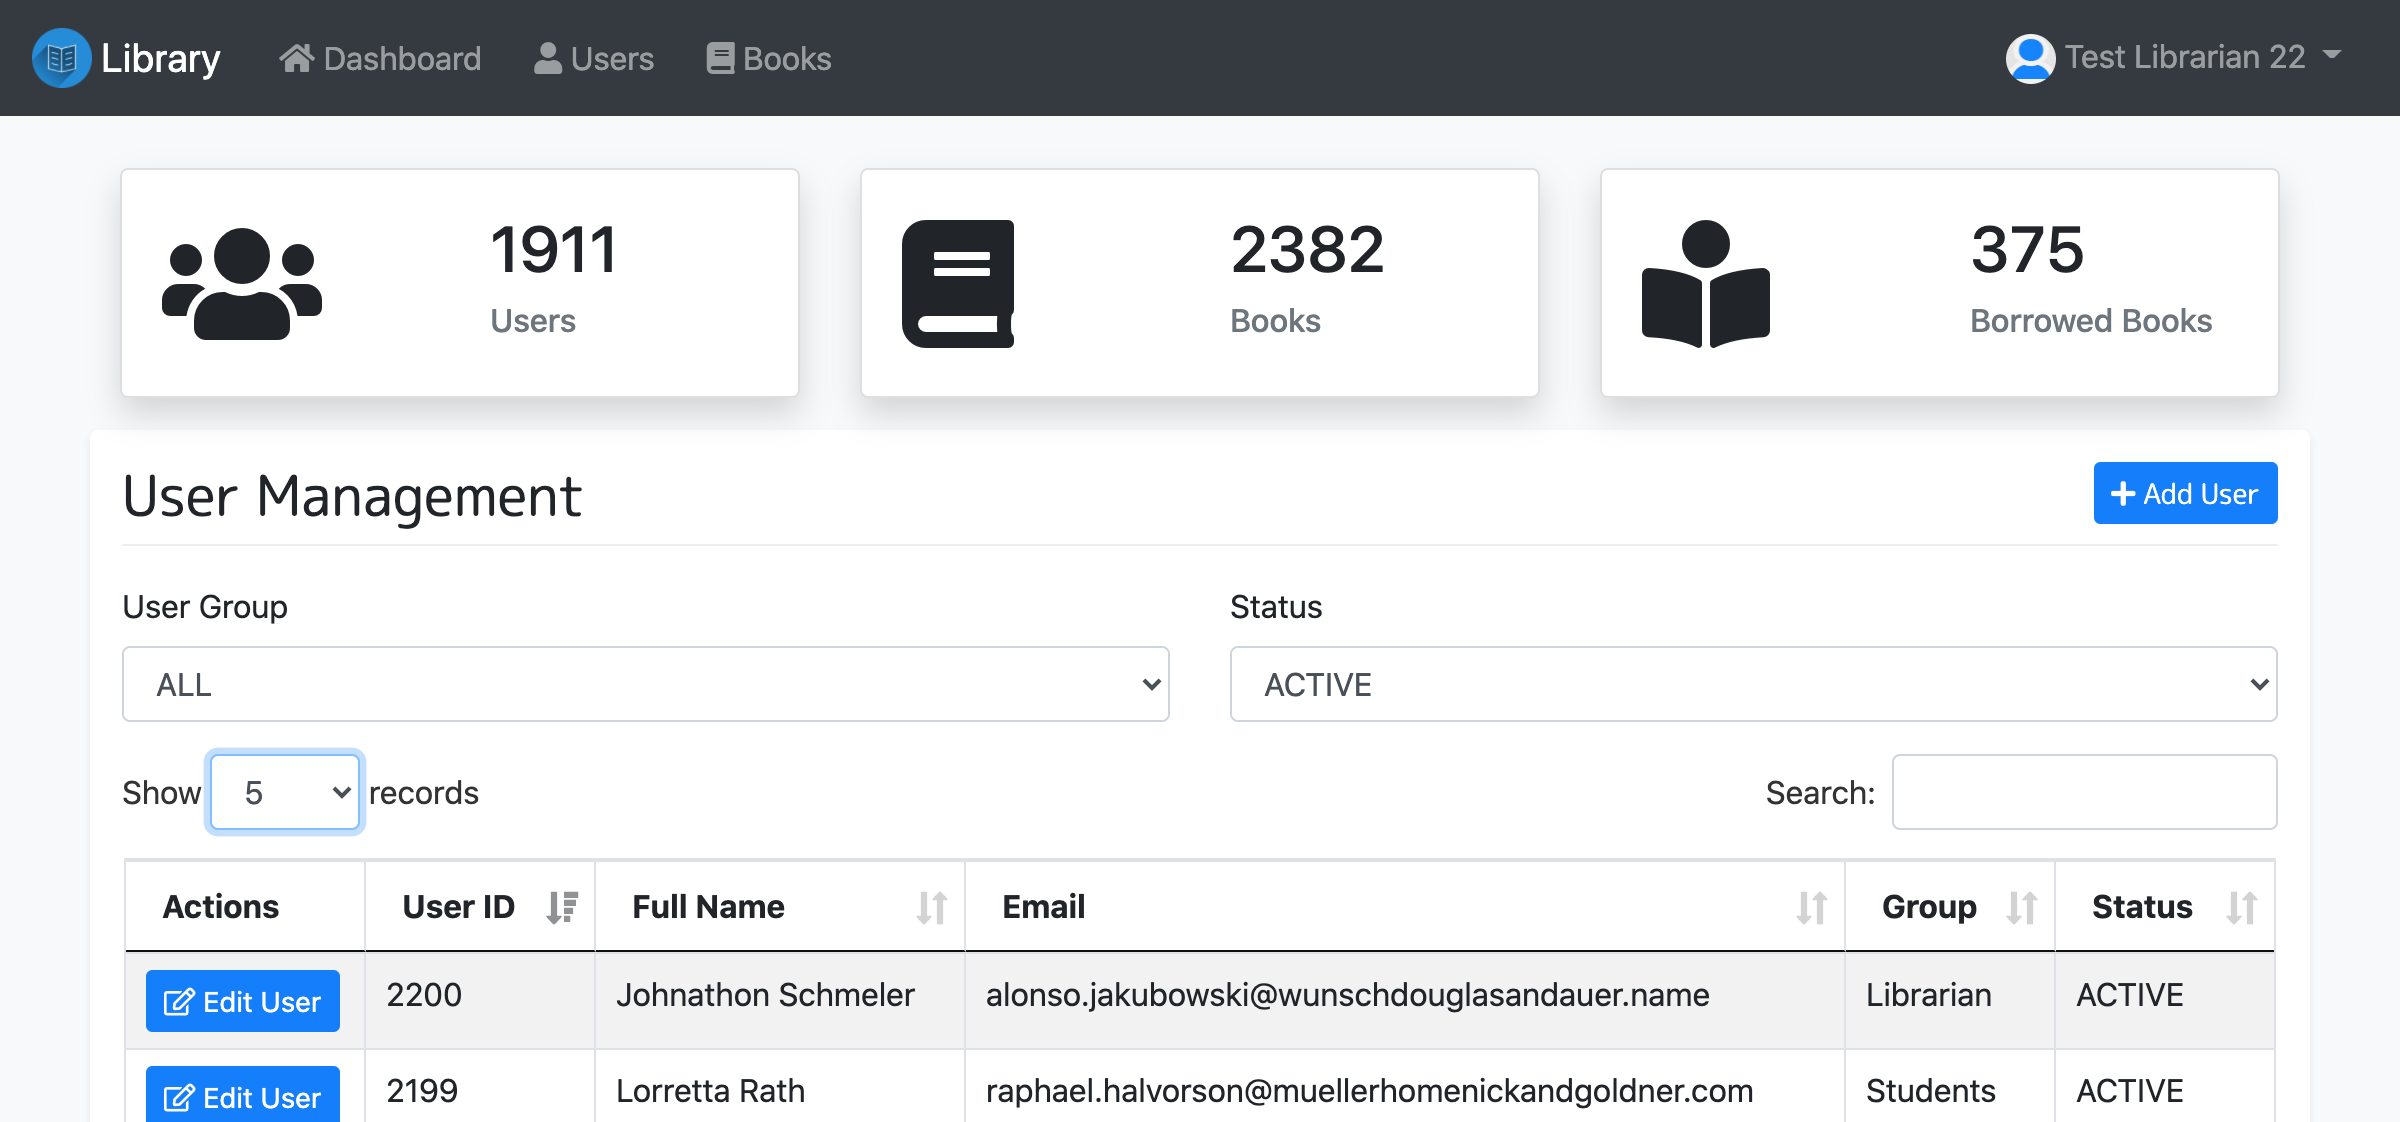 Library Dashboard Users Books Test Librarian 22
1911 2382 375
Users Books Borrowed Books
User Management + Add User
User Group Status
ALL ACTIVE
Show 5 records Search:
Actions User ID Full Name Email Group Status
Edit User 2200 Johnathon Schmeler alonso.jakubowski@wunschdouglasandauer.name Librarian ACTIVE
Edit User 2199 Lorretta Rath raphael.halvorson@muellerhomenickandgoldner.com Students ACTIVE